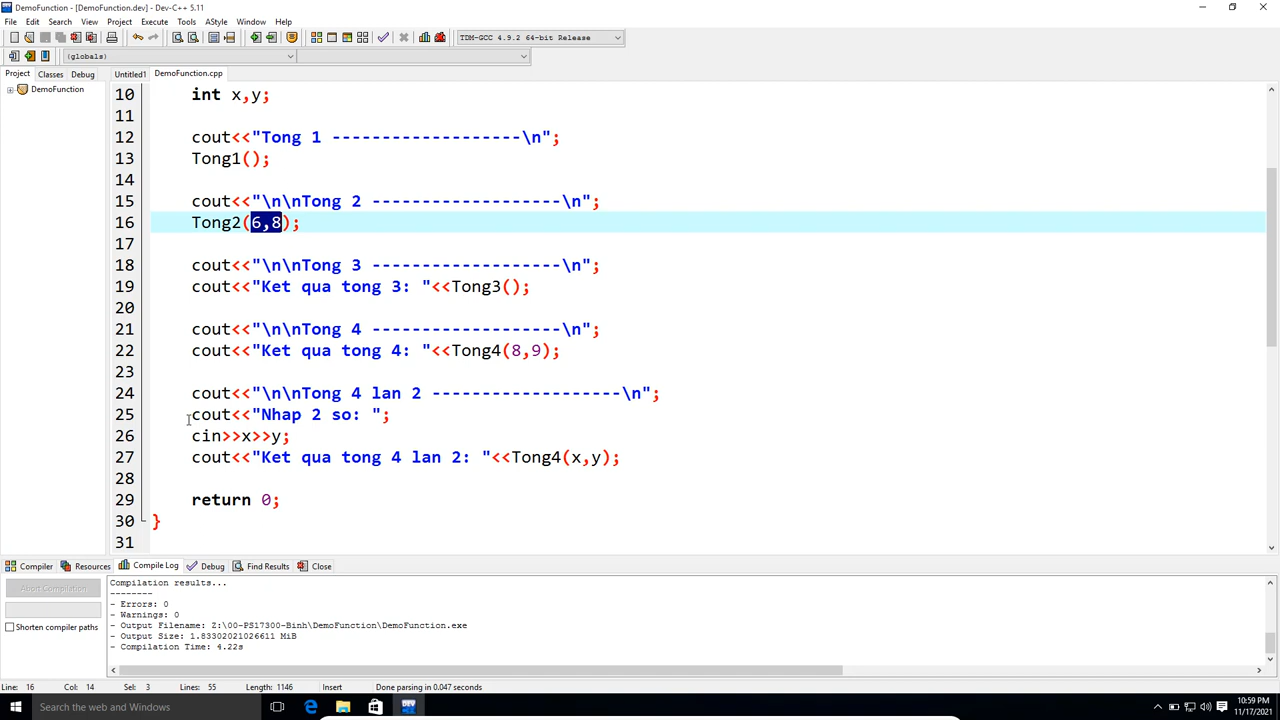 DemoFunction (DemoFunction.dev) - Dev-C++ 5.11
File Edit Search View Project Execute Tools AStyle Window Help
TDM-GCC 4.9.2 64-bit Release
(globals)
Project Classes Debug Untitled1 DemoFunction.cpp
DemoFunction
10 int x,y;
11
12 cout<<"Tong 1 -------------------\n";
13 Tong1();
14
15 cout<<"\n\nTong 2 -------------------\n";
16 Tong2(6,8);
17
18 cout<<"\n\nTong 3 -------------------\n";
19 cout<<"Ket qua tong 3: "<<Tong3();
20
21 cout<<"\n\nTong 4 -------------------\n";
22 cout<<"Ket qua tong 4: "<<Tong4(8,9);
23
24 cout<<"\n\nTong 4 lan 2 -------------------\n";
25 cout<<"Nhap 2 so: ";
26 cin>>x>>y;
27 cout<<"Ket qua tong 4 lan 2: "<<Tong4(x,y);
28
29 return 0;
30 }
31
Compiler Resources Compile Log Debug Find Results Close
Abort Compilation
Shorten compiler paths
Compilation results...
--------
- Errors: 0
- Warnings: 0
- Output Filename: Z:\00-PS17300-Binh\DemoFunction\DemoFunction.exe
- Output Size: 1.83302021026611 MiB
- Compilation Time: 4.22s
Line: 16 Col: 14 Sel: 3 Lines: 55 Length: 1146 Insert Done parsing in 0.047 seconds
Search the web and Windows
DEV
10:59 PM
11/17/2021